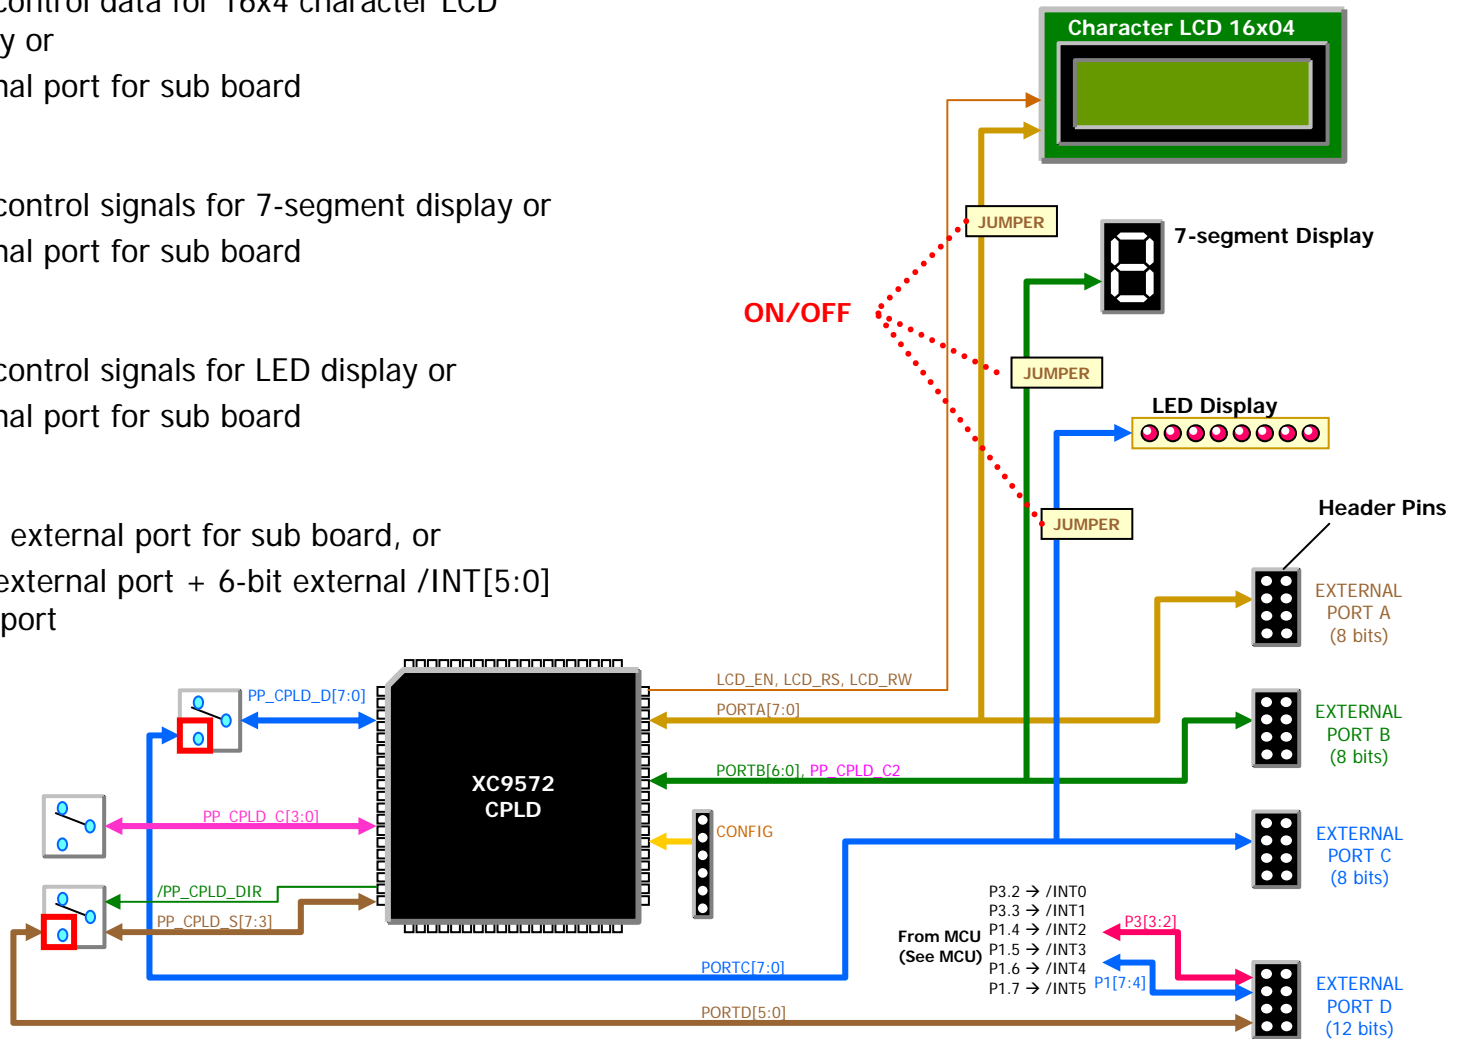 control data for 16x4 character LCD
y or
nal port for sub board
control signals for 7-segment display or
nal port for sub board
control signals for LED display or
nal port for sub board
external port for sub board, or
external port + 6-bit external /INT[5:0]
port
Character LCD 16x04
JUMPER
7-segment Display
ON/OFF
JUMPER
LED Display
JUMPER
Header Pins
EXTERNAL
PORT A
(8 bits)
LCD_EN, LCD_RS, LCD_RW
PP_CPLD_D[7:0]
PORTA[7:0]
EXTERNAL
PORT B
(8 bits)
PORTB[6:0], PP_CPLD_C2
XC9572
CPLD
PP_CPLD_C[3:0]
CONFIG
EXTERNAL
PORT C
(8 bits)
/PP_CPLD_DIR
PP_CPLD_S[7:3]
From MCU
(See MCU)
P3.2 → /INT0
P3.3 → /INT1
P1.4 → /INT2
P1.5 → /INT3
P1.6 → /INT4
P1.7 → /INT5
P3[3:2]
P1[7:4]
PORTC[7:0]
EXTERNAL
PORT D
(12 bits)
PORTD[5:0]